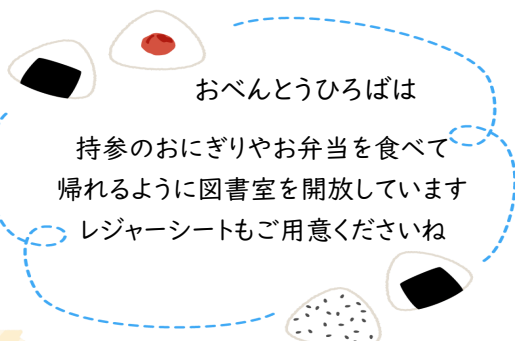 おべんとうひろばは
持参のおにぎりやお弁当を食べて
帰れるように図書室を開放しています
レジャーシートもご用意くださいね